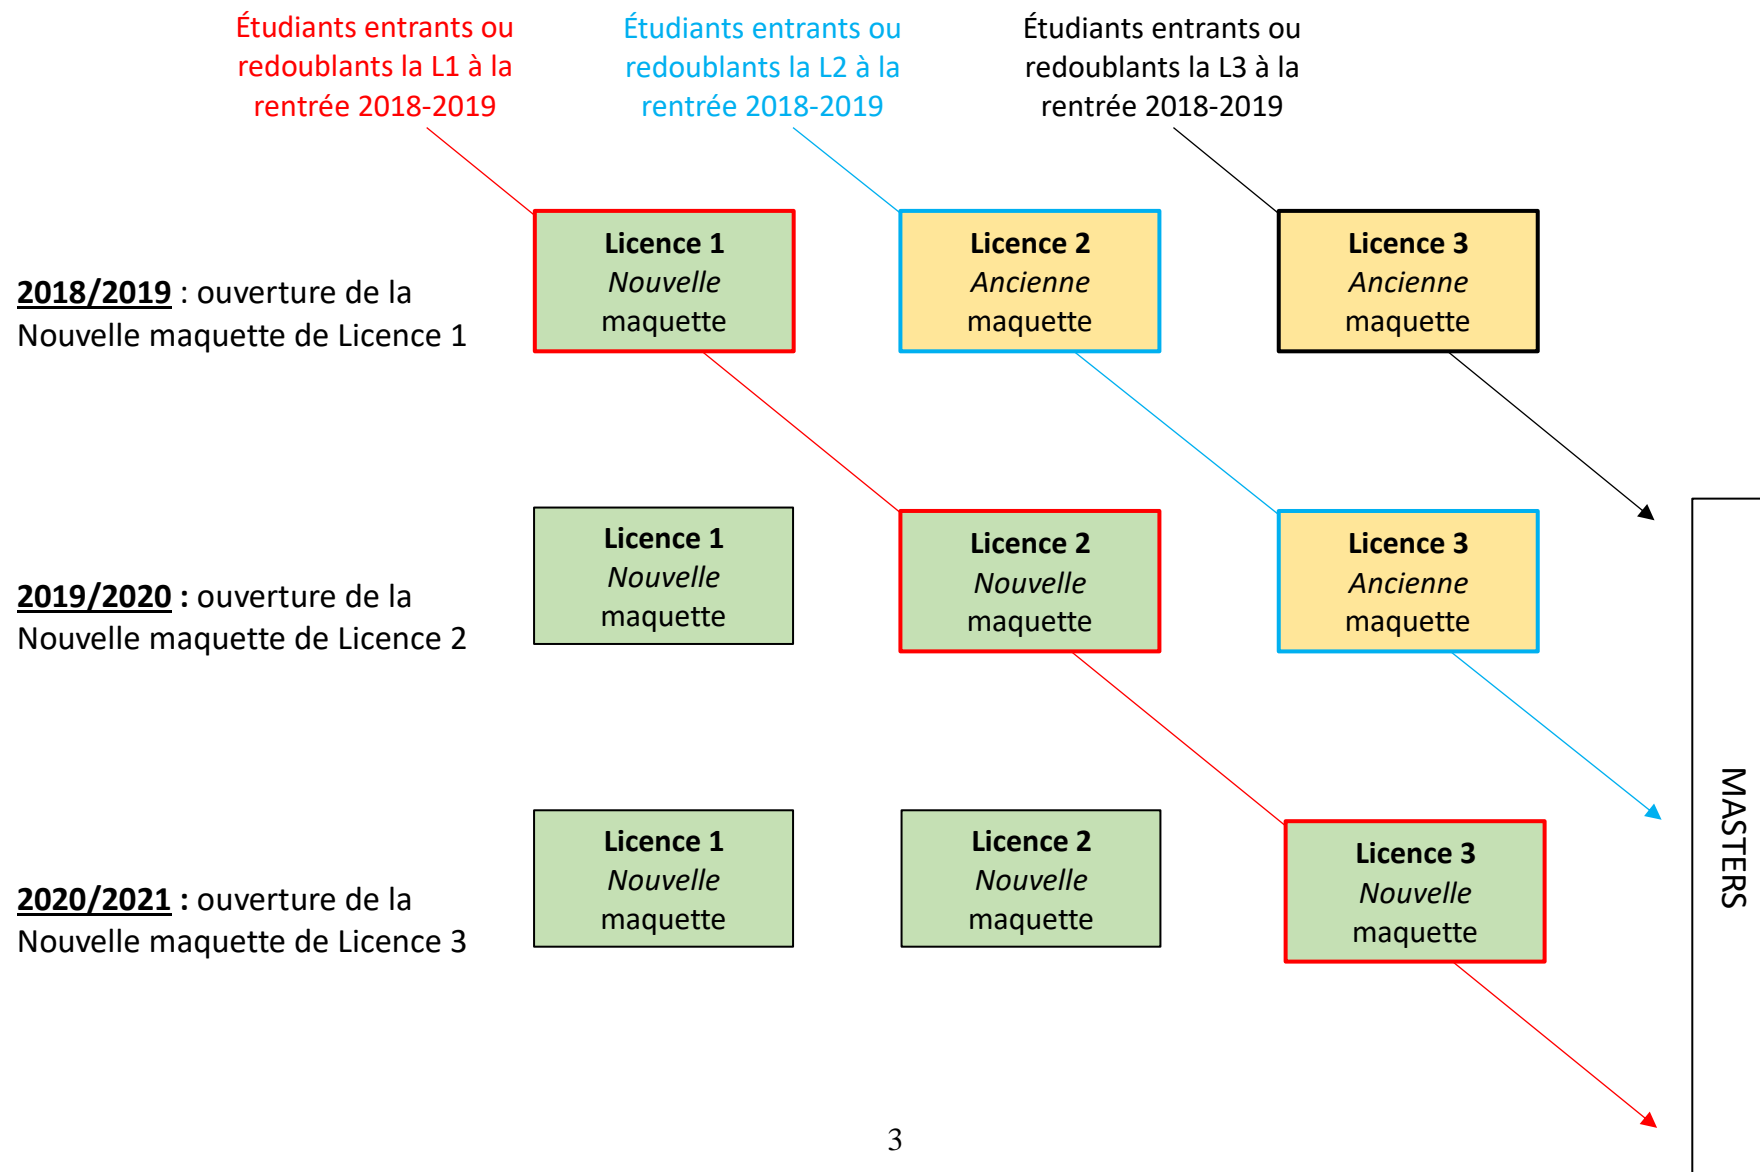 Étudiants entrants ou
redoublants la L1 à la
rentrée 2018-2019
Étudiants entrants ou
redoublants la L2 à la
rentrée 2018-2019
Étudiants entrants ou
redoublants la L3 à la
rentrée 2018-2019
2018/2019 : ouverture de la
Nouvelle maquette de Licence 1
Licence 1
Nouvelle
maquette
Licence 2
Ancienne
maquette
Licence 3
Ancienne
maquette
2019/2020 : ouverture de la
Nouvelle maquette de Licence 2
Licence 1
Nouvelle
maquette
Licence 2
Nouvelle
maquette
Licence 3
Ancienne
maquette
2020/2021 : ouverture de la
Nouvelle maquette de Licence 3
Licence 1
Nouvelle
maquette
Licence 2
Nouvelle
maquette
Licence 3
Nouvelle
maquette
MASTERS
3